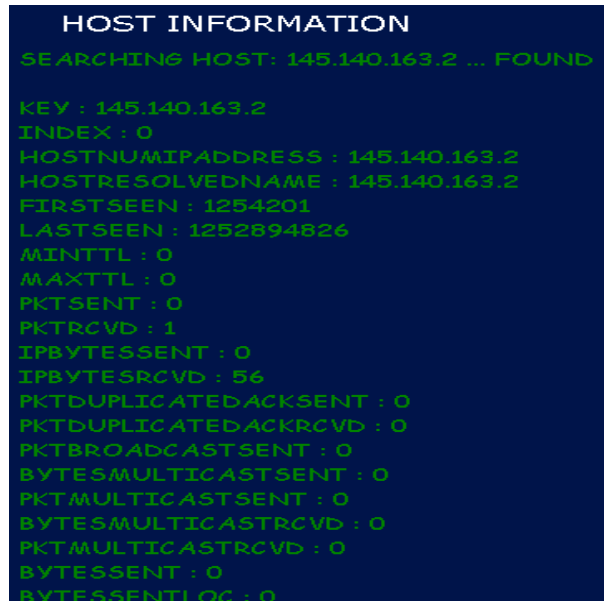 HOST INFORMATION
SEARCHING HOST: 145.140.163.2 ... FOUND
KEY : 145.140.163.2
INDEX : 0
HOSTNUMIPADDRESS : 145.140.163.2
HOSTRESOLVEDNAME : 145.140.163.2
FIRSTSEEN : 1254201
LASTSEEN : 1252894826
MINTTL : 0
MAXTTL : 0
PKTSENT : 0
PKTRCVD : 1
IPBYTESSENT : 0
IPBYTESRCVD : 56
PKTDUPLICATEDACKSENT : 0
PKTDUPLICATEDACKRCVD : 0
PKTBROADCASTSENT : 0
BYTESMULTICASTSENT : 0
PKTMULTICASTSENT : 0
BYTESMULTICASTRCVD : 0
PKTMULTICASTRCVD : 0
BYTESSENT : 0
BYTESSENTLOC : 0